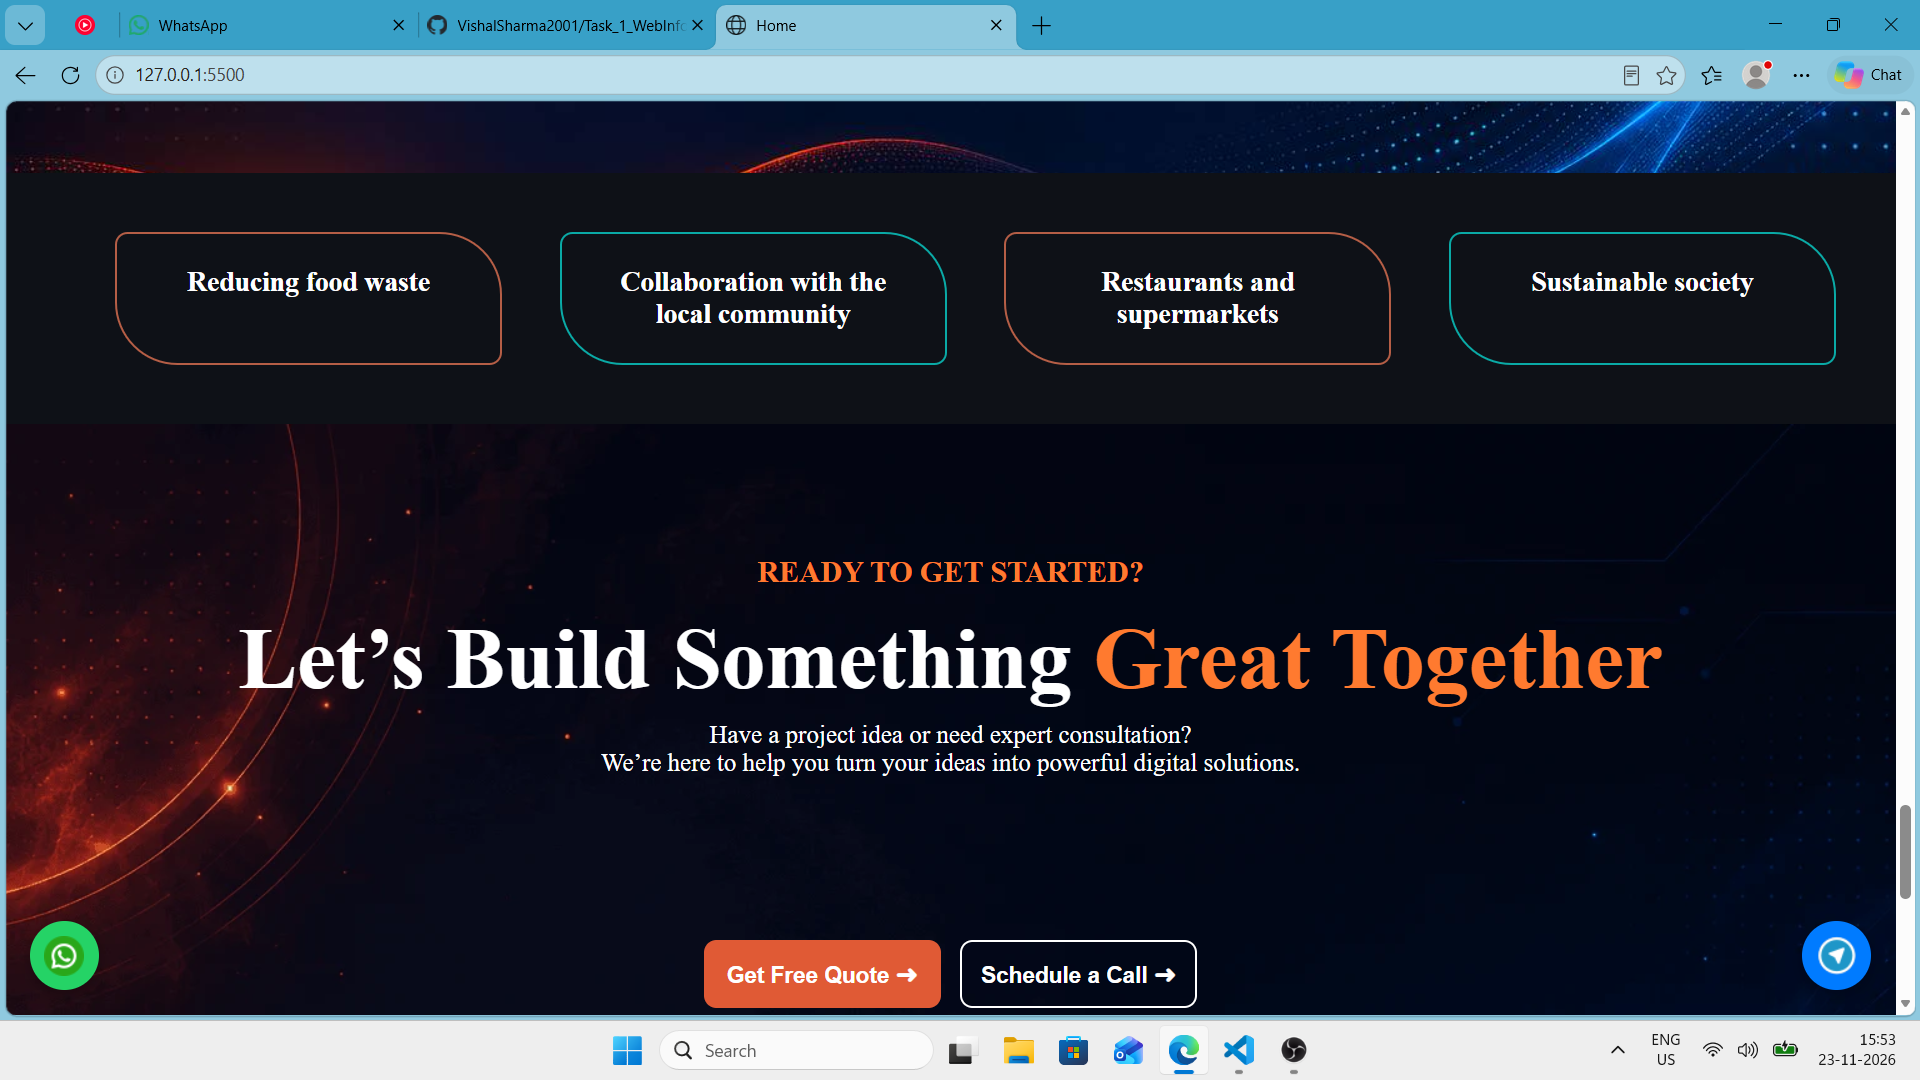 WhatsApp
VishalSharma2001/Task_1_WebInfo
Home
127.0.0.1:5500
Chat
Reducing food waste
Collaboration with the
local community
Restaurants and
supermarkets
Sustainable society
READY TO GET STARTED?
Let’s Build Something Great Together
Have a project idea or need expert consultation?
We’re here to help you turn your ideas into powerful digital solutions.
Get Free Quote ➜
Schedule a Call ➜
Search
ENG
US
15:53
23-11-2026